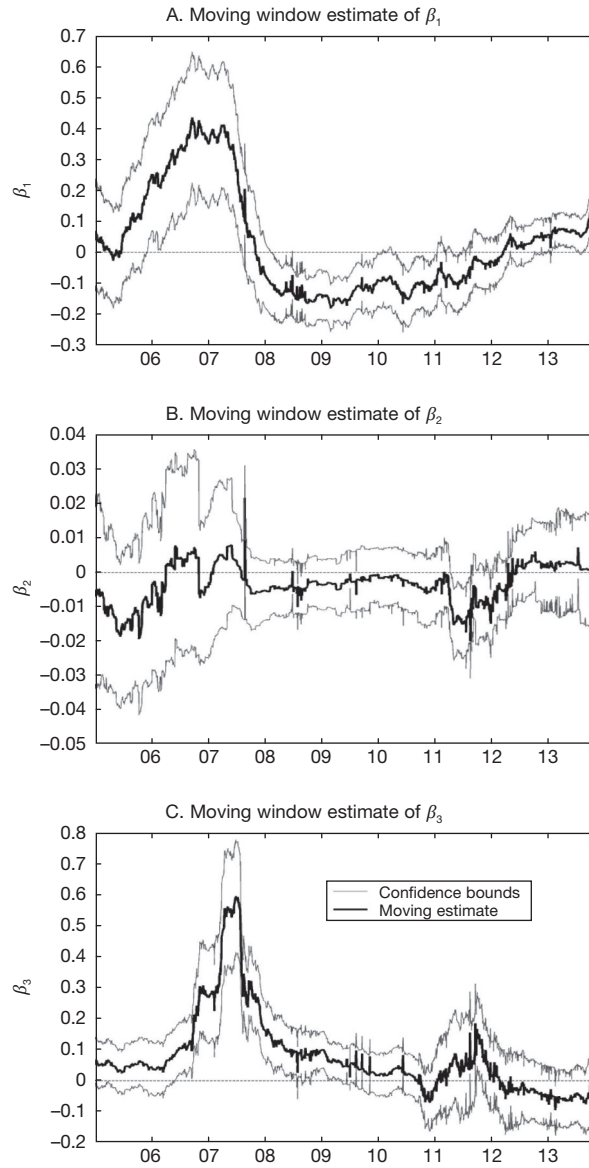 A. Moving window estimate of β₁
0.7
0.6
0.5
0.4
0.3
0.2
0.1
0
−0.1
−0.2
−0.3
β₁
06 07 08 09 10 11 12 13
B. Moving window estimate of β₂
0.04
0.03
0.02
0.01
0
−0.01
−0.02
−0.03
−0.04
−0.05
β₂
06 07 08 09 10 11 12 13
C. Moving window estimate of β₃
0.8
0.7
0.6
0.5
0.4
0.3
0.2
0.1
0
−0.1
−0.2
β₃
Confidence bounds
Moving estimate
06 07 08 09 10 11 12 13